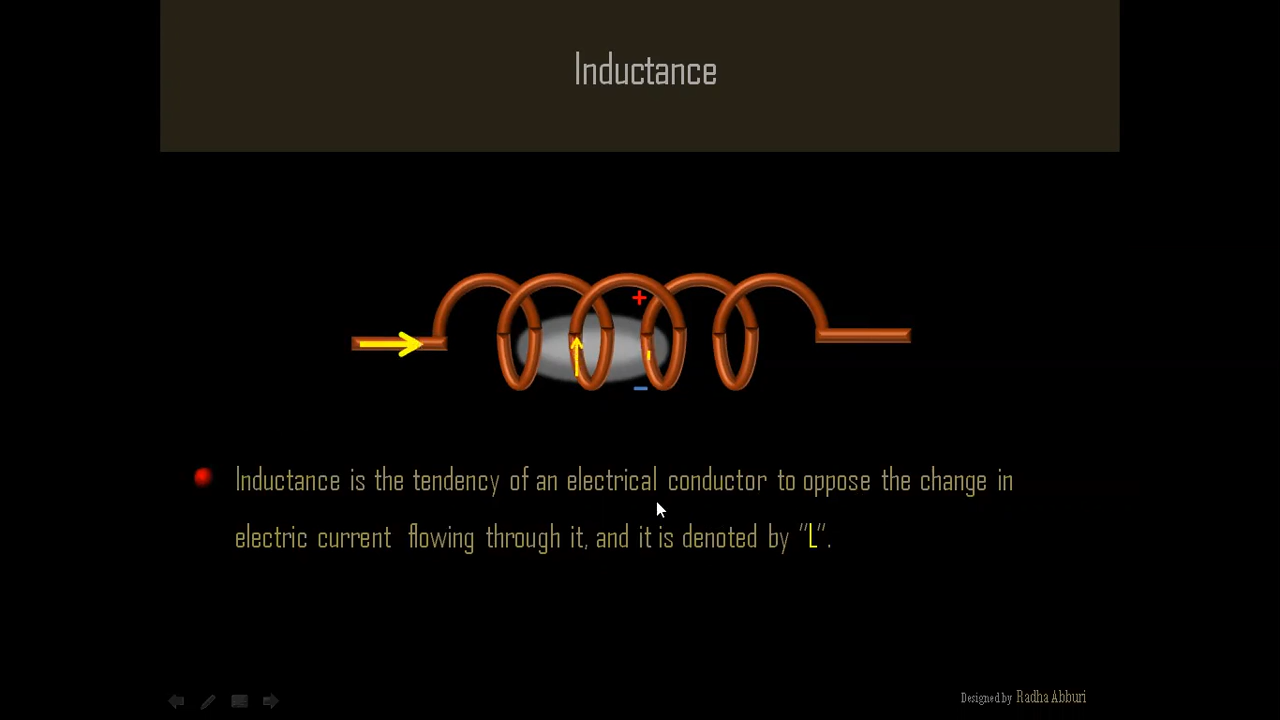 Inductance
+
−
Inductance is the tendency of an electrical conductor to oppose the change in
electric current flowing through it, and it is denoted by "L".
Designed by Radha Abburi